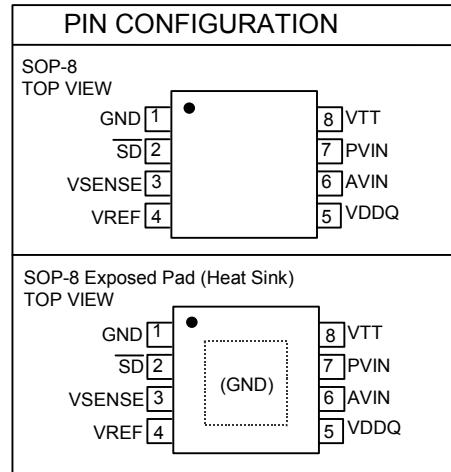 PIN CONFIGURATION
SOP-8
TOP VIEW
GND 1 8 VTT
S̅D̅ 2 7 PVIN
VSENSE 3 6 AVIN
VREF 4 5 VDDQ
SOP-8 Exposed Pad (Heat Sink)
TOP VIEW
GND 1 8 VTT
S̅D̅ 2 7 PVIN
(GND)
VSENSE 3 6 AVIN
VREF 4 5 VDDQ